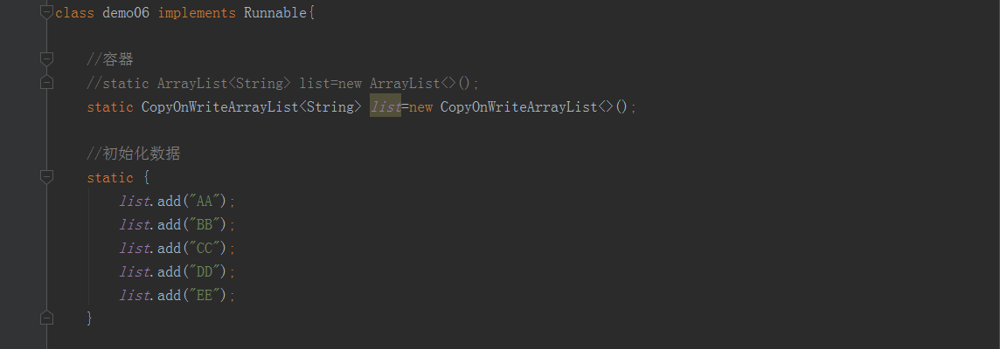 class demo06 implements Runnable{
//容器
//static ArrayList<String> list=new ArrayList<>();
static CopyOnWriteArrayList<String> list=new CopyOnWriteArrayList<>();
//初始化数据
static {
list.add("AA");
list.add("BB");
list.add("CC");
list.add("DD");
list.add("EE");
}